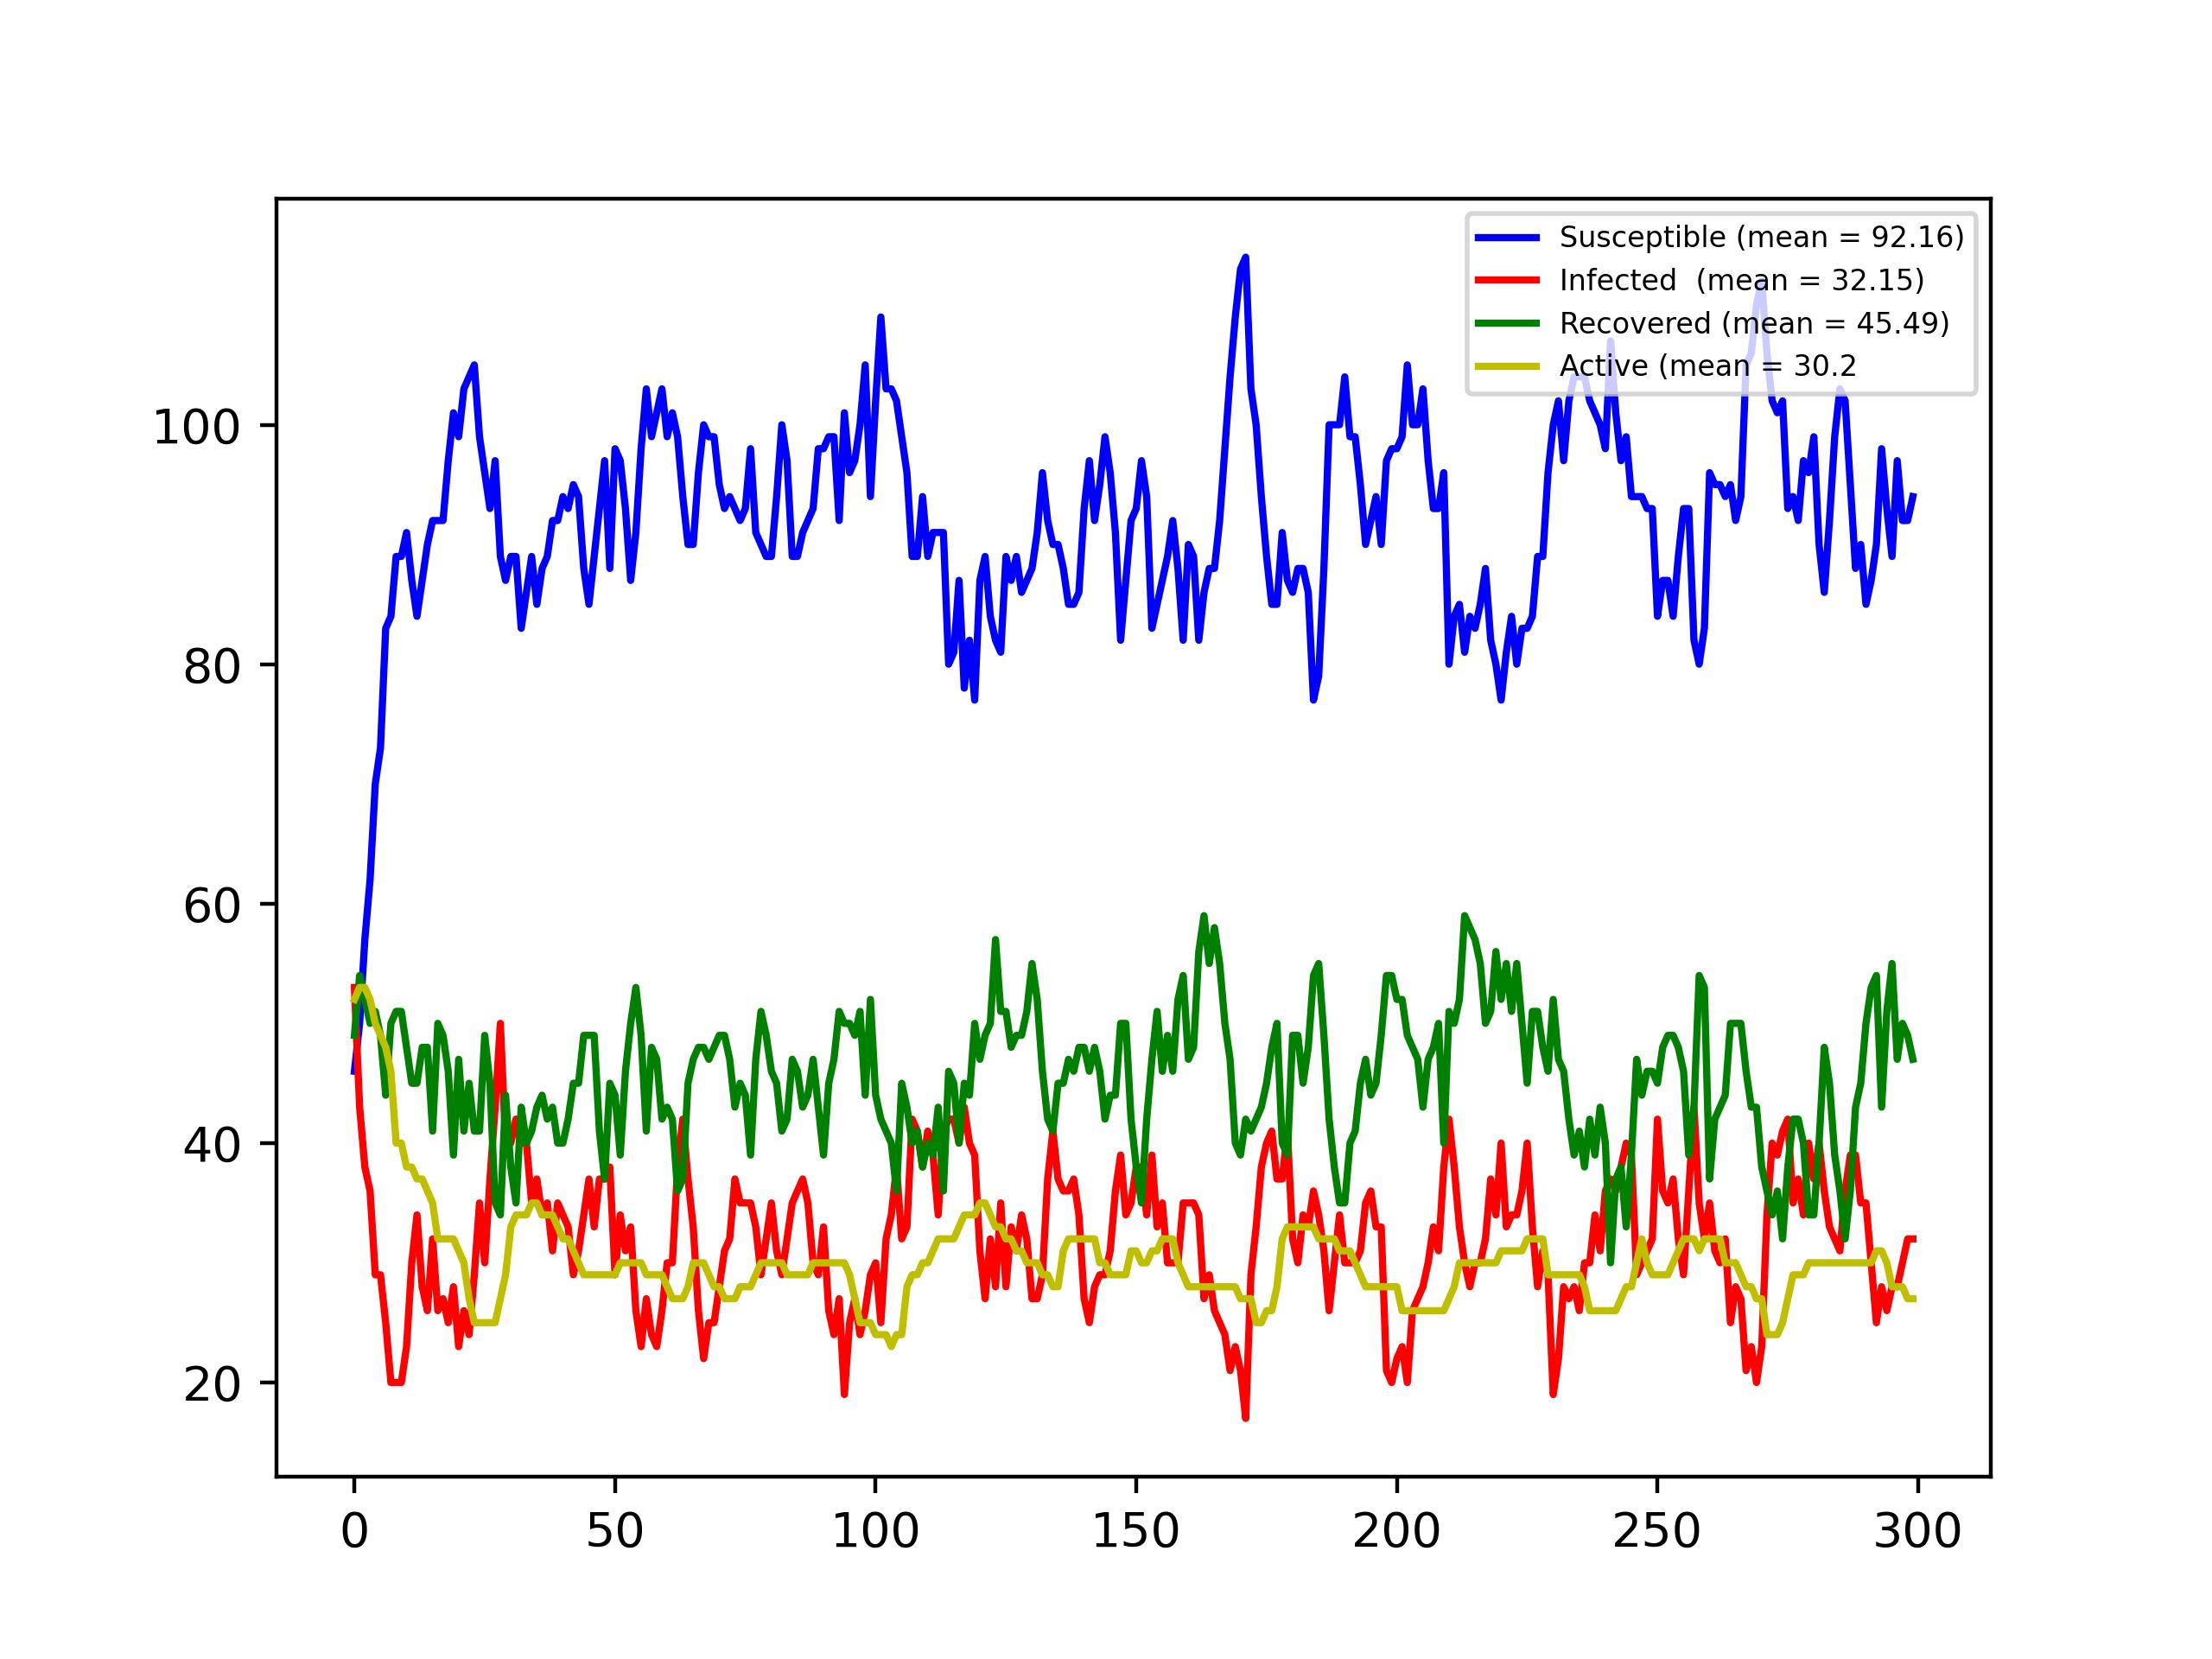 Susceptible (mean = 92.16)
Infected  (mean = 32.15)
Recovered (mean = 45.49)
Active (mean = 30.2
100
80
60
40
20
0 50 100 150 200 250 300